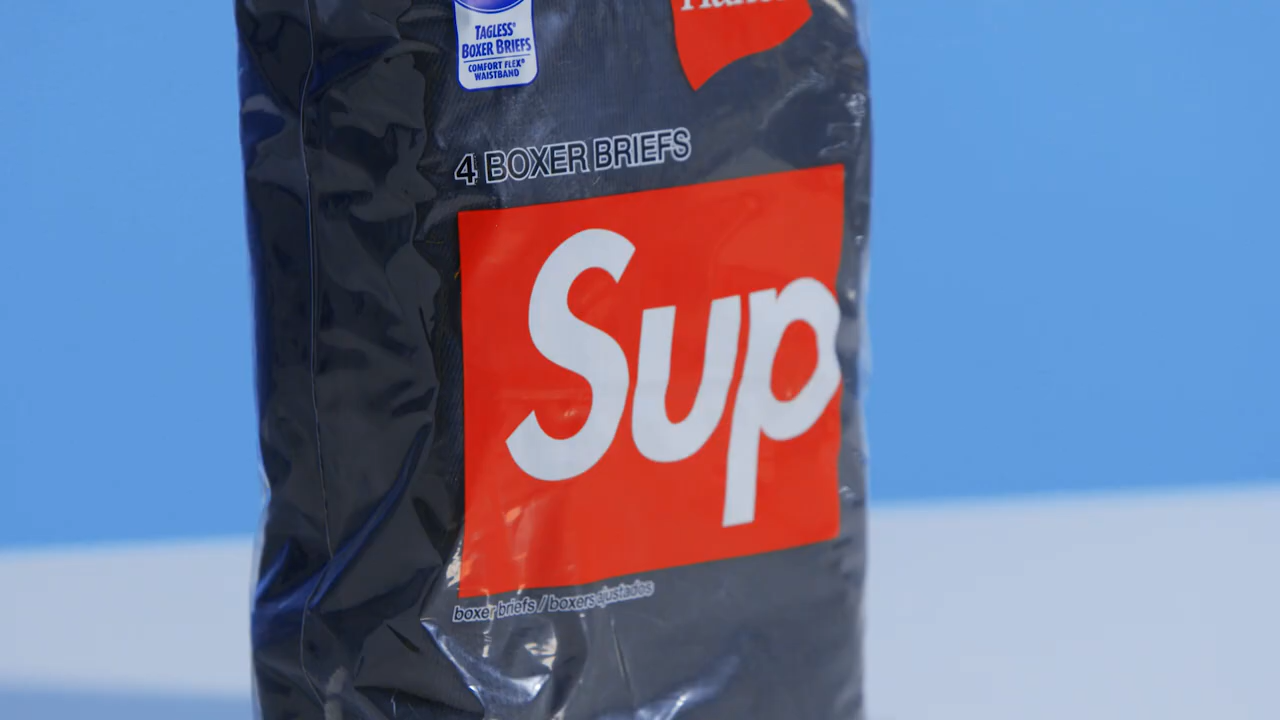 TAGLESS®
BOXER BRIEFS
COMFORT FLEX®
WAISTBAND
4 BOXER BRIEFS
Sup
boxer briefs / boxers ajustados